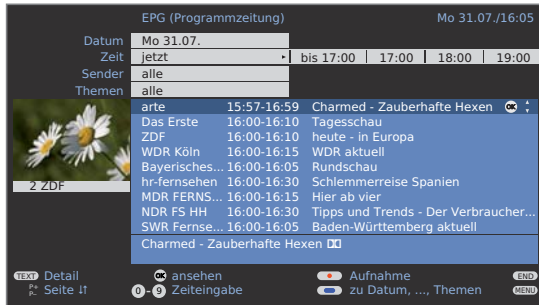 EPG (Programmzeitung) Mo 31.07./16:05
Datum Mo 31.07.
Zeit jetzt bis 17:00 17:00 18:00 19:00
Sender alle
Themen alle
arte 15:57-16:59 Charmed - Zauberhafte Hexen OK
Das Erste 16:00-16:10 Tagesschau
ZDF 16:00-16:10 heute - in Europa
WDR Köln 16:00-16:15 WDR aktuell
Bayerisches... 16:00-16:05 Rundschau
hr-fernsehen 16:00-16:30 Schlemmerreise Spanien
MDR FERNS... 16:00-16:15 Hier ab vier
NDR FS HH 16:00-16:30 Tipps und Trends - Der Verbraucher...
SWR Fernse... 16:00-16:05 Baden-Württemberg aktuell
2 ZDF
Charmed - Zauberhafte Hexen
TEXT Detail OK ansehen Aufnahme END
P+ P- Seite 0-9 Zeiteingabe zu Datum, ..., Themen MENU